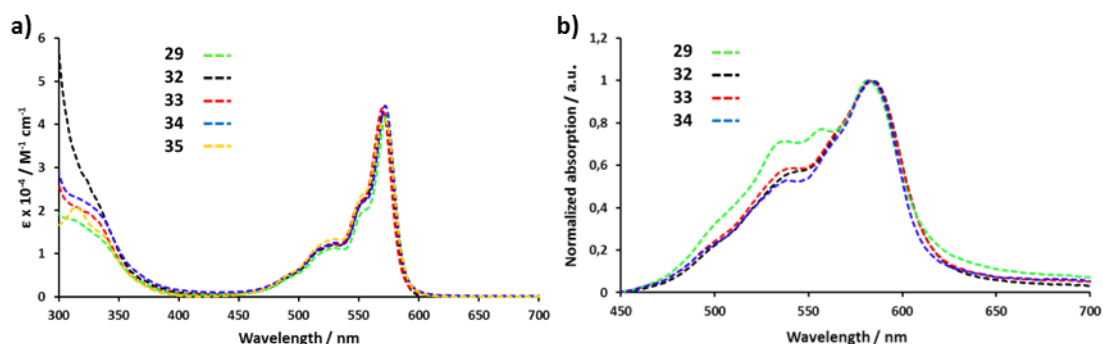 a)
6
5
4
3
2
1
0
ε x 10⁻⁴ / M⁻¹ cm⁻¹
29
32
33
34
35
300 350 400 450 500 550 600 650 700
Wavelength / nm
b)
1,2
1
0,8
0,6
0,4
0,2
0
Normalized absorption / a.u.
29
32
33
34
450 500 550 600 650 700
Wavelength / nm